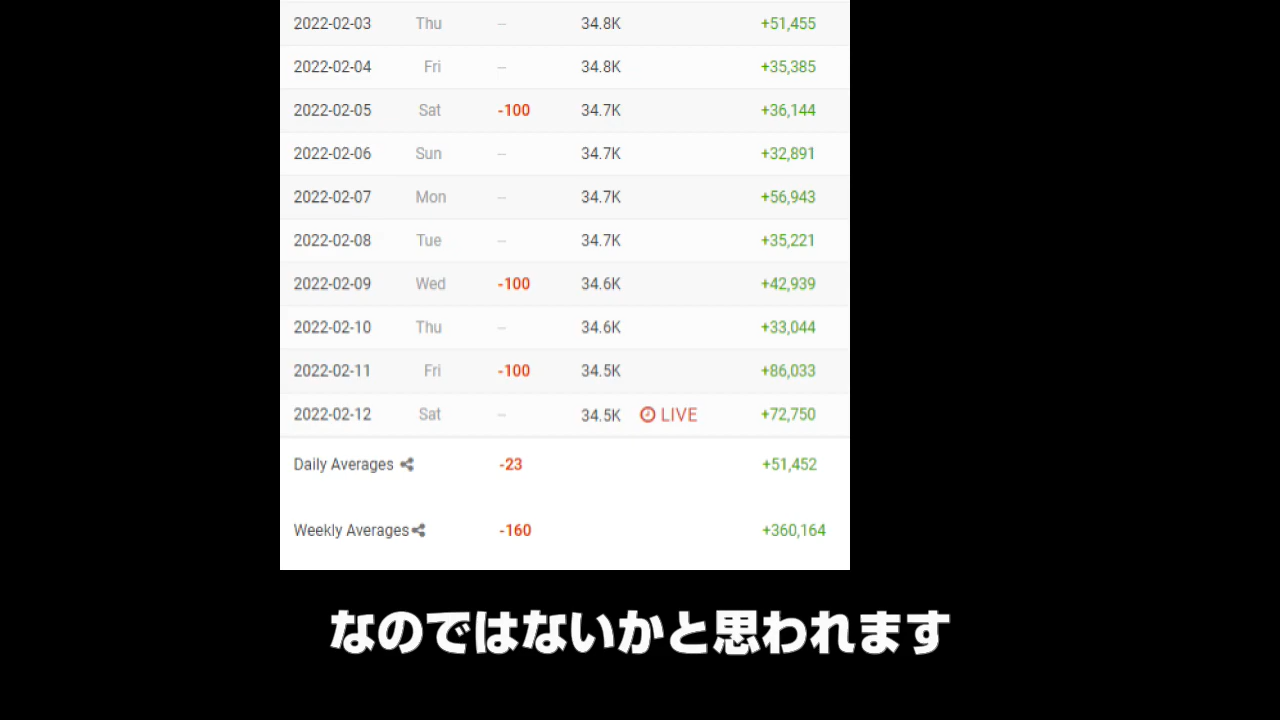 2022-02-03 Thu -- 34.8K +51,455
2022-02-04 Fri -- 34.8K +35,385
2022-02-05 Sat -100 34.7K +36,144
2022-02-06 Sun -- 34.7K +32,891
2022-02-07 Mon -- 34.7K +56,943
2022-02-08 Tue -- 34.7K +35,221
2022-02-09 Wed -100 34.6K +42,939
2022-02-10 Thu -- 34.6K +33,044
2022-02-11 Fri -100 34.5K +86,033
2022-02-12 Sat -- 34.5K LIVE +72,750
Daily Averages -23 +51,452
Weekly Averages -160 +360,164
なのではないかと思われます